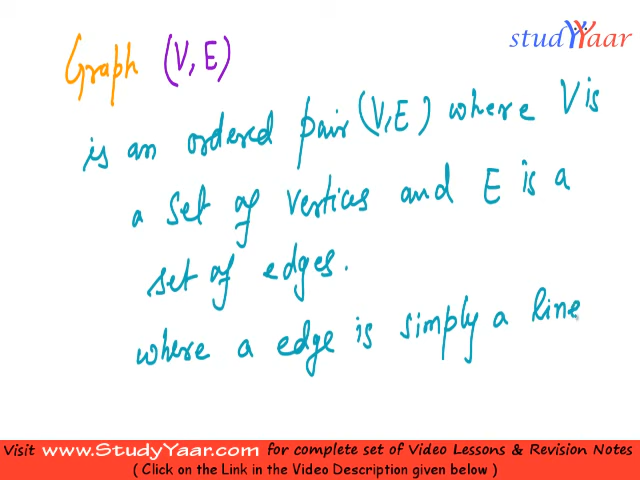 Graph (V, E)
studYYaar
is an ordered pair (V, E) where V is
a set of vertices and E is a
set of edges.
where a edge is simply a line
Visit www.StudyYaar.com for complete set of Video Lessons & Revision Notes
( Click on the Link in the Video Description given below )